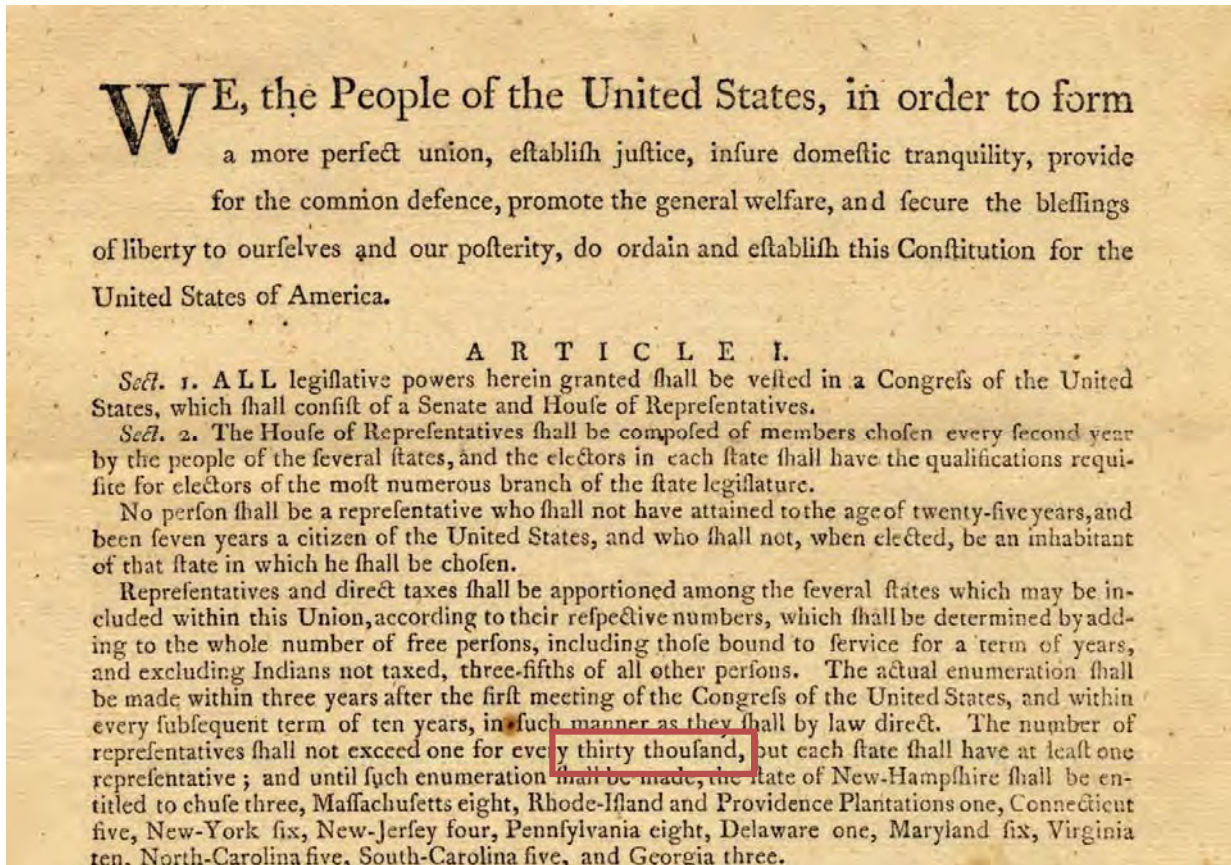 WE, the People of the United States, in order to form
a more perfect union, eſtabliſh juſtice, inſure domeſtic tranquility, provide
for the common defence, promote the general welfare, and ſecure the bleſſings
of liberty to ourſelves and our poſterity, do ordain and eſtabliſh this Conſtitution for the
United States of America.
ARTICLE I.
Sect. 1. ALL legiſlative powers herein granted ſhall be veſted in a Congreſs of the United
States, which ſhall conſiſt of a Senate and Houſe of Repreſentatives.
Sect. 2. The Houſe of Repreſentatives ſhall be compoſed of members choſen every ſecond year
by the people of the ſeveral ſtates, and the electors in each ſtate ſhall have the qualifications requi-
ſite for electors of the moſt numerous branch of the ſtate legiſlature.
No perſon ſhall be a repreſentative who ſhall not have attained to the age of twenty-five years, and
been ſeven years a citizen of the United States, and who ſhall not, when elected, be an inhabitant
of that ſtate in which he ſhall be choſen.
Repreſentatives and direct taxes ſhall be apportioned among the ſeveral ſtates which may be in-
cluded within this Union, according to their reſpective numbers, which ſhall be determined by add-
ing to the whole number of free perſons, including thoſe bound to ſervice for a term of years,
and excluding Indians not taxed, three-fifths of all other perſons. The actual enumeration ſhall
be made within three years after the firſt meeting of the Congreſs of the United States, and within
every ſubſequent term of ten years, in ſuch manner as they ſhall by law direct. The number of
repreſentatives ſhall not exceed one for every thirty thouſand, but each ſtate ſhall have at leaſt one
repreſentative ; and until ſuch enumeration ſhall be made, the ſtate of New-Hampſhire ſhall be en-
titled to chuſe three, Maſſachuſetts eight, Rhode-Iſland and Providence Plantations one, Connecticut
five, New-York ſix, New-Jerſey four, Pennſylvania eight, Delaware one, Maryland ſix, Virginia
ten, North-Carolina five, South-Carolina five, and Georgia three.